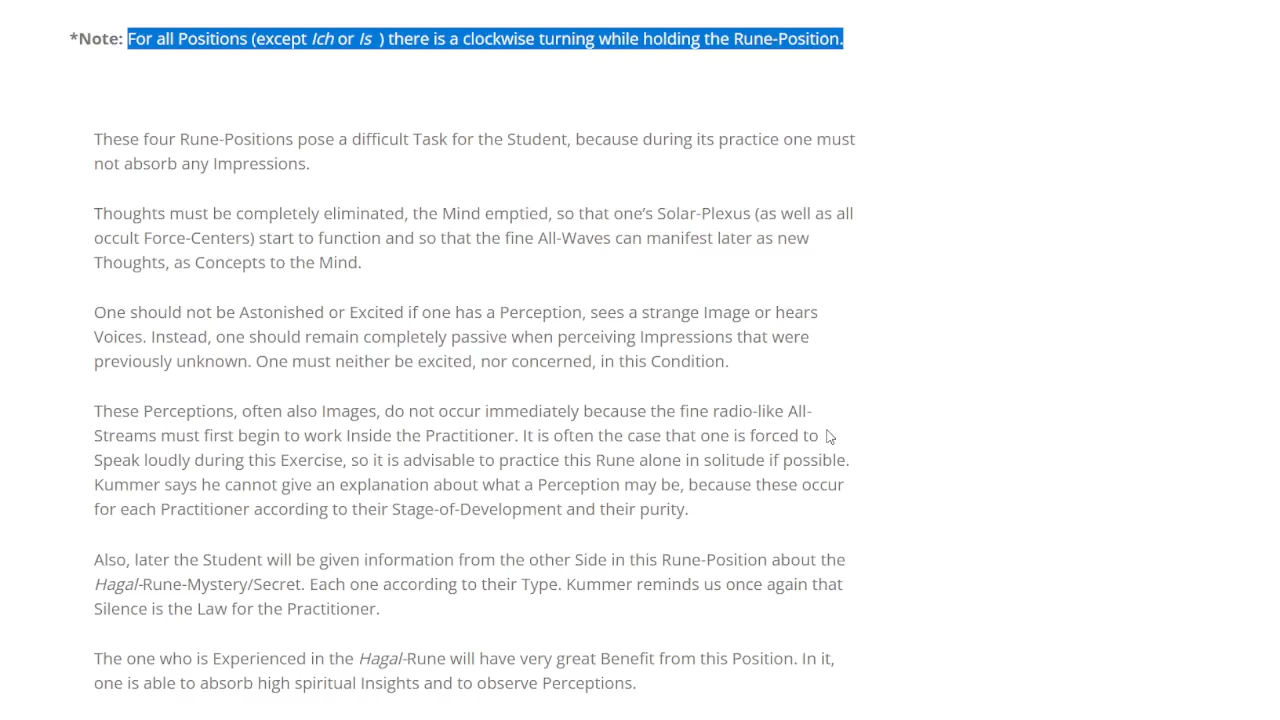 *Note: For all Positions (except Ich or Is ) there is a clockwise turning while holding the Rune-Position.
These four Rune-Positions pose a difficult Task for the Student, because during its practice one must
not absorb any Impressions.
Thoughts must be completely eliminated, the Mind emptied, so that one's Solar-Plexus (as well as all
occult Force-Centers) start to function and so that the fine All-Waves can manifest later as new
Thoughts, as Concepts to the Mind.
One should not be Astonished or Excited if one has a Perception, sees a strange Image or hears
Voices. Instead, one should remain completely passive when perceiving Impressions that were
previously unknown. One must neither be excited, nor concerned, in this Condition.
These Perceptions, often also Images, do not occur immediately because the fine radio-like All-
Streams must first begin to work Inside the Practitioner. It is often the case that one is forced to
Speak loudly during this Exercise, so it is advisable to practice this Rune alone in solitude if possible.
Kummer says he cannot give an explanation about what a Perception may be, because these occur
for each Practitioner according to their Stage-of-Development and their purity.
Also, later the Student will be given information from the other Side in this Rune-Position about the
Hagal-Rune-Mystery/Secret. Each one according to their Type. Kummer reminds us once again that
Silence is the Law for the Practitioner.
The one who is Experienced in the Hagal-Rune will have very great Benefit from this Position. In it,
one is able to absorb high spiritual Insights and to observe Perceptions.